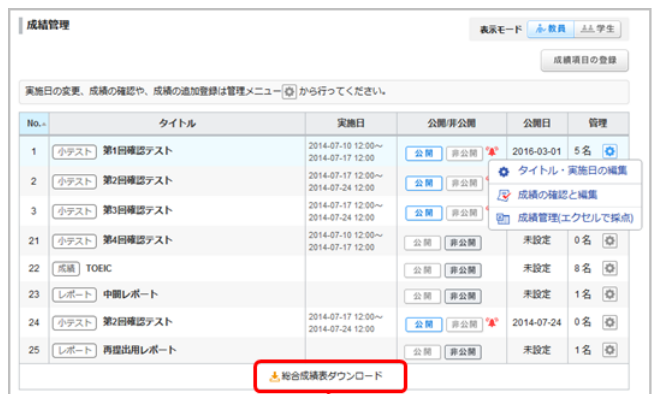 成績管理
表示モード 教員 学生
成績項目の登録
実施日の変更、成績の確認や、成績の追加登録は管理メニュー から行ってください。
No. タイトル 実施日 公開/非公開 公開日 管理
1 小テスト 第1回確認テスト 2014-07-10 12:00～ 2014-07-17 12:00 公開 非公開 2016-03-01 5名
タイトル・実施日の編集
成績の確認と編集
成績管理(エクセルで採点)
2 小テスト 第2回確認テスト 2014-07-17 12:00～ 2014-07-24 12:00 公開 非公開
3 小テスト 第3回確認テスト 2014-07-17 12:00～ 2014-07-24 12:00 公開 非公開
21 小テスト 第4回確認テスト 2014-07-10 12:00～ 2014-07-17 12:00 公開 非公開 未設定 0名
22 成績 TOEIC 公開 非公開 未設定 8名
23 レポート 中間レポート 公開 非公開 未設定 1名
24 小テスト 第2回確認テスト 2014-07-17 12:00～ 2014-07-24 12:00 公開 非公開 2014-07-24 0名
25 レポート 再提出用レポート 公開 非公開 未設定 1名
総合成績表ダウンロード